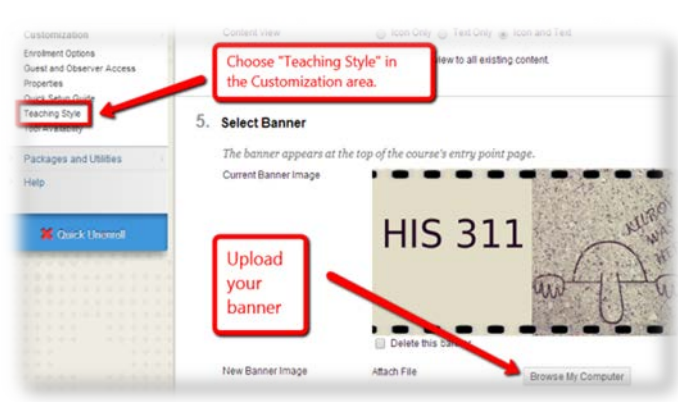 Customization
Enrollment Options
Guest and Observer Access
Properties
Quick Setup Guide
Teaching Style
Tool Availability
Packages and Utilities
Help
Quick Unenroll
Content View
Icon Only Text Only Icon and Text
Choose "Teaching Style" in
the Customization area.
view to all existing content.
5. Select Banner
The banner appears at the top of the course's entry point page.
Current Banner Image
HIS 311
KILROY
WAS
Upload
your
banner
Delete this
New Banner Image
Attach File
Browse My Computer